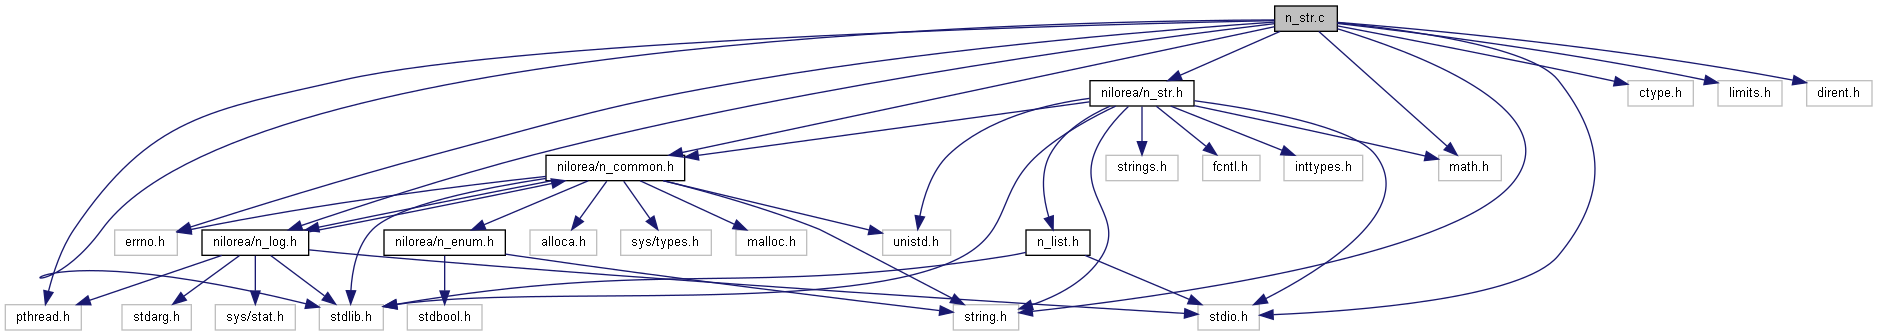 n_str.c
nilorea/n_str.h
ctype.h
limits.h
dirent.h
nilorea/n_common.h
strings.h
fcntl.h
inttypes.h
math.h
errno.h
nilorea/n_log.h
nilorea/n_enum.h
alloca.h
sys/types.h
malloc.h
unistd.h
n_list.h
pthread.h
stdarg.h
sys/stat.h
stdlib.h
stdbool.h
string.h
stdio.h